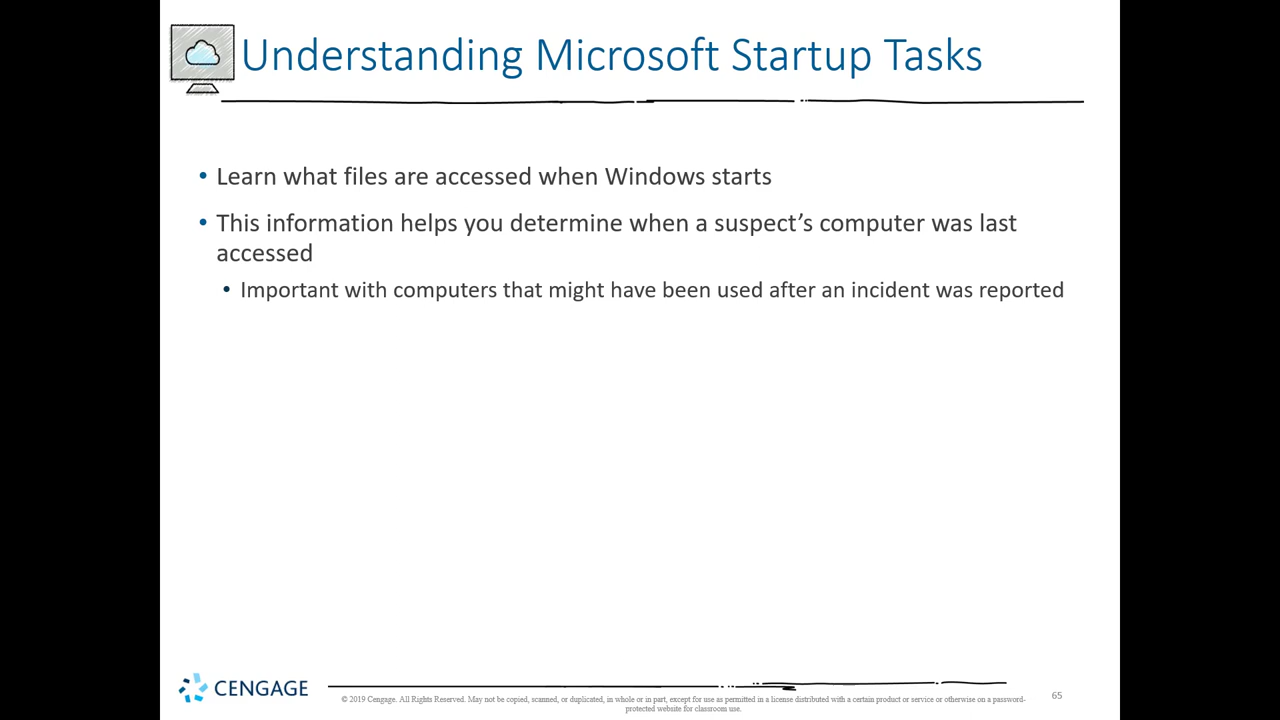 Understanding Microsoft Startup Tasks
• Learn what files are accessed when Windows starts
• This information helps you determine when a suspect’s computer was last
accessed
• Important with computers that might have been used after an incident was reported
CENGAGE
© 2019 Cengage. All Rights Reserved. May not be copied, scanned, or duplicated, in whole or in part, except for use as permitted in a license distributed with a certain product or service or otherwise on a password-
protected website for classroom use.
65